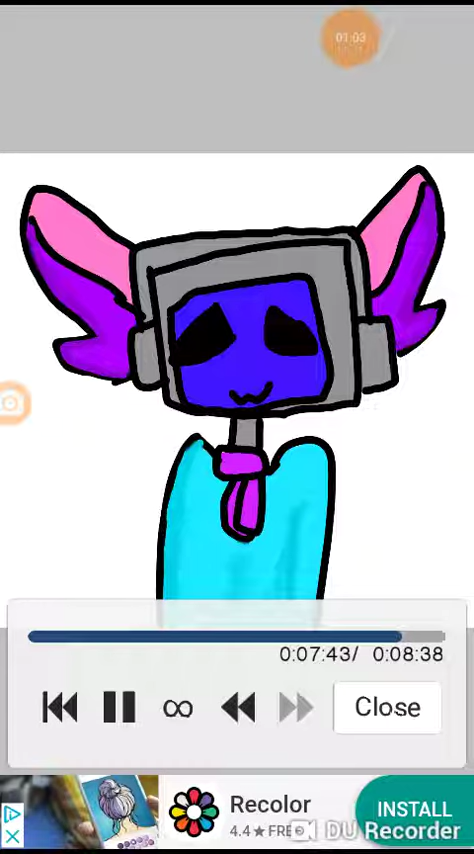 01:03
0:07:43/ 0:08:38
Close
Recolor
INSTALL
4.4★FREE
DU Recorder